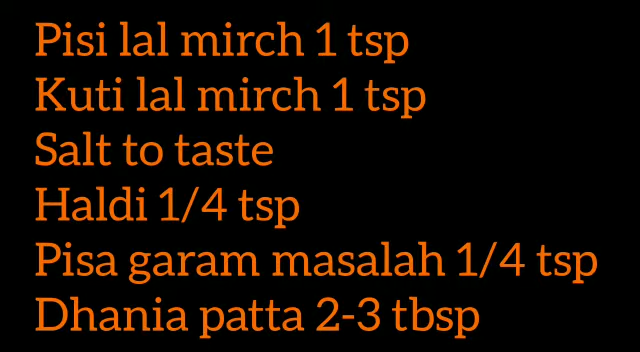 Pisi lal mirch 1 tsp
Kuti lal mirch 1 tsp
Salt to taste
Haldi 1/4 tsp
Pisa garam masalah 1/4 tsp
Dhania patta 2-3 tbsp